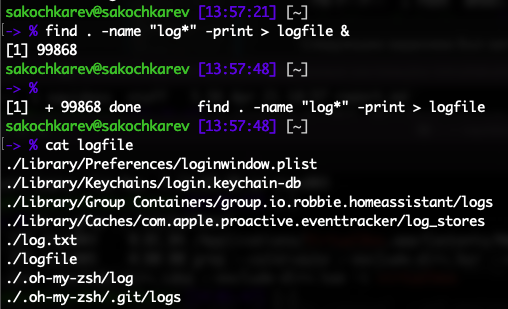 sakochkarev@sakochkarev [13:57:21] [~]
-> % find . -name "log*" -print > logfile &
[1] 99868
sakochkarev@sakochkarev [13:57:48] [~]
-> %
[1]  + 99868 done       find . -name "log*" -print > logfile
sakochkarev@sakochkarev [13:57:48] [~]
-> % cat logfile
./Library/Preferences/loginwindow.plist
./Library/Keychains/login.keychain-db
./Library/Group Containers/group.io.robbie.homeassistant/logs
./Library/Caches/com.apple.proactive.eventtracker/log_stores
./log.txt
./logfile
./.oh-my-zsh/log
./.oh-my-zsh/.git/logs